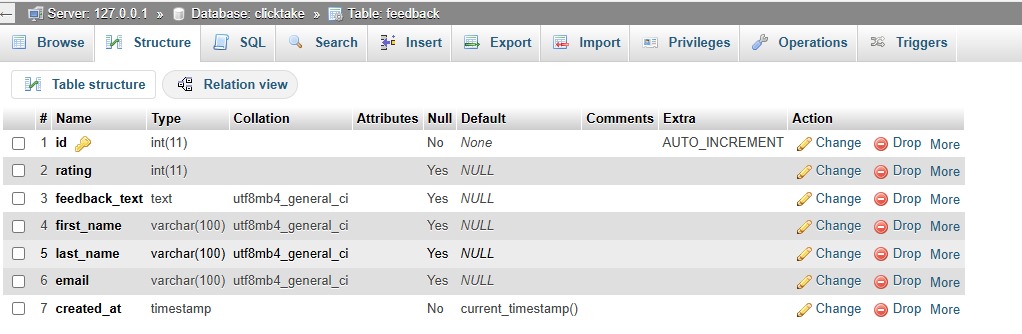 Server: 127.0.0.1 » Database: clicktake » Table: feedback
Browse Structure SQL Search Insert Export Import Privileges Operations Triggers
Table structure Relation view
# Name Type Collation Attributes Null Default Comments Extra Action
1 id int(11) No None AUTO_INCREMENT Change Drop More
2 rating int(11) Yes NULL Change Drop More
3 feedback_text text utf8mb4_general_ci Yes NULL Change Drop More
4 first_name varchar(100) utf8mb4_general_ci Yes NULL Change Drop More
5 last_name varchar(100) utf8mb4_general_ci Yes NULL Change Drop More
6 email varchar(100) utf8mb4_general_ci Yes NULL Change Drop More
7 created_at timestamp No current_timestamp() Change Drop More